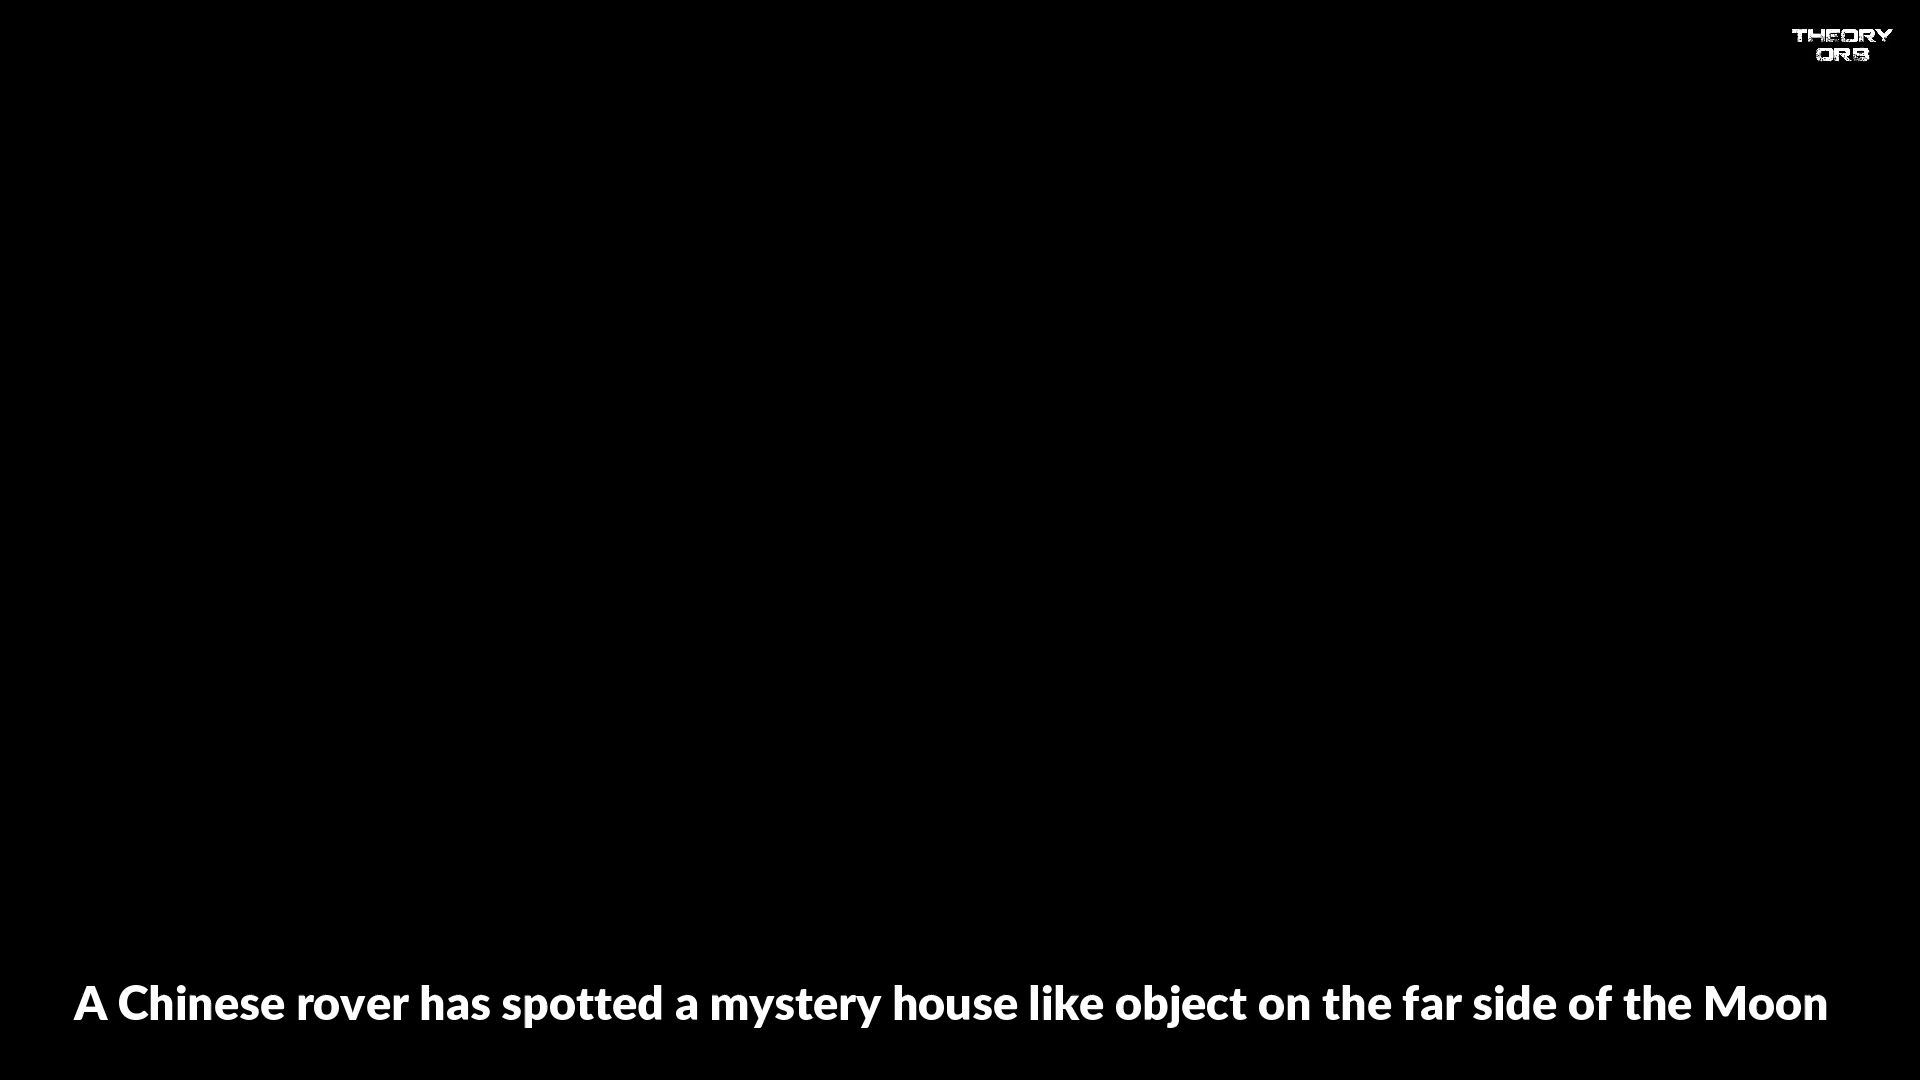 THEORY
ORB
A Chinese rover has spotted a mystery house like object on the far side of the Moon